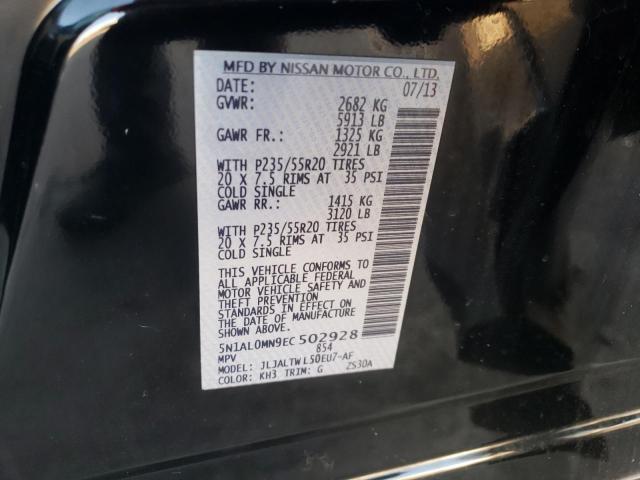 MFD BY NISSAN MOTOR CO., LTD.
DATE: 07/13
GVWR: 2682 KG
5913 LB
GAWR FR.: 1325 KG
2921 LB
WITH P235/55R20 TIRES
20 X 7.5 RIMS AT 35 PSI
COLD SINGLE
GAWR RR.: 1415 KG
3120 LB
WITH P235/55R20 TIRES
20 X 7.5 RIMS AT 35 PSI
COLD SINGLE
THIS VEHICLE CONFORMS TO
ALL APPLICABLE FEDERAL
MOTOR VEHICLE SAFETY AND
THEFT PREVENTION
STANDARDS IN EFFECT ON
THE DATE OF MANUFACTURE
SHOWN ABOVE.
5N1AL0MN9EC502928
MPV 854
MODEL: JLJALTWL50EU7-AF
COLOR: KH3 TRIM: G ZS30A